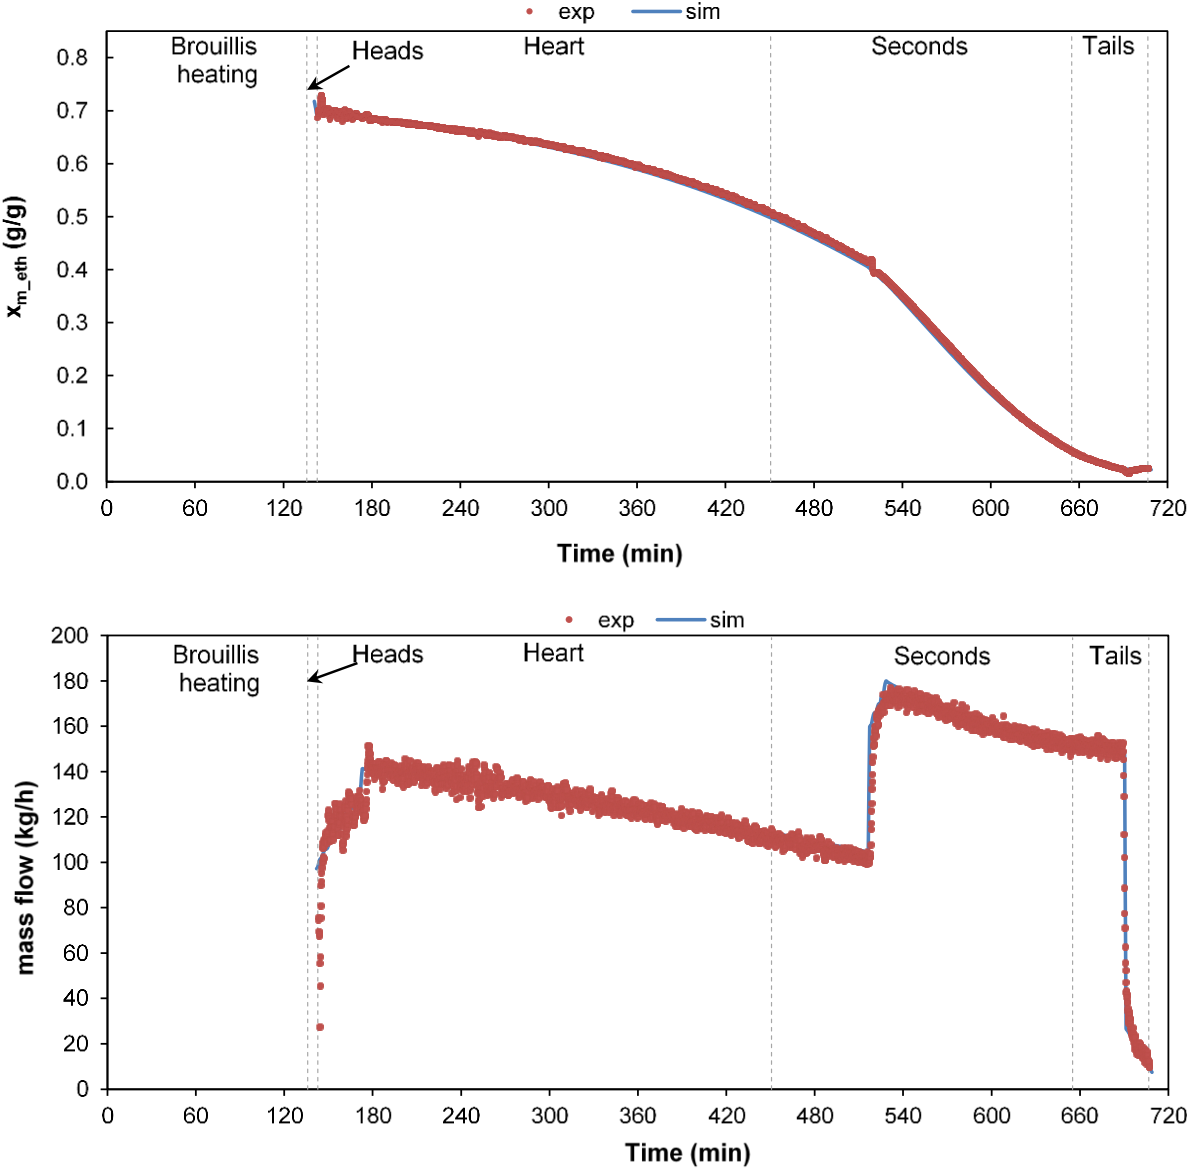 exp sim
Brouillis
heating
Heads
Heart
Seconds
Tails
0.8
0.7
0.6
0.5
0.4
0.3
0.2
0.1
0.0
x_m_eth (g/g)
0 60 120 180 240 300 360 420 480 540 600 660 720
Time (min)
exp sim
Brouillis
heating
Heads
Heart
Seconds
Tails
200
180
160
140
120
100
80
60
40
20
0
mass flow (kg/h)
0 60 120 180 240 300 360 420 480 540 600 660 720
Time (min)